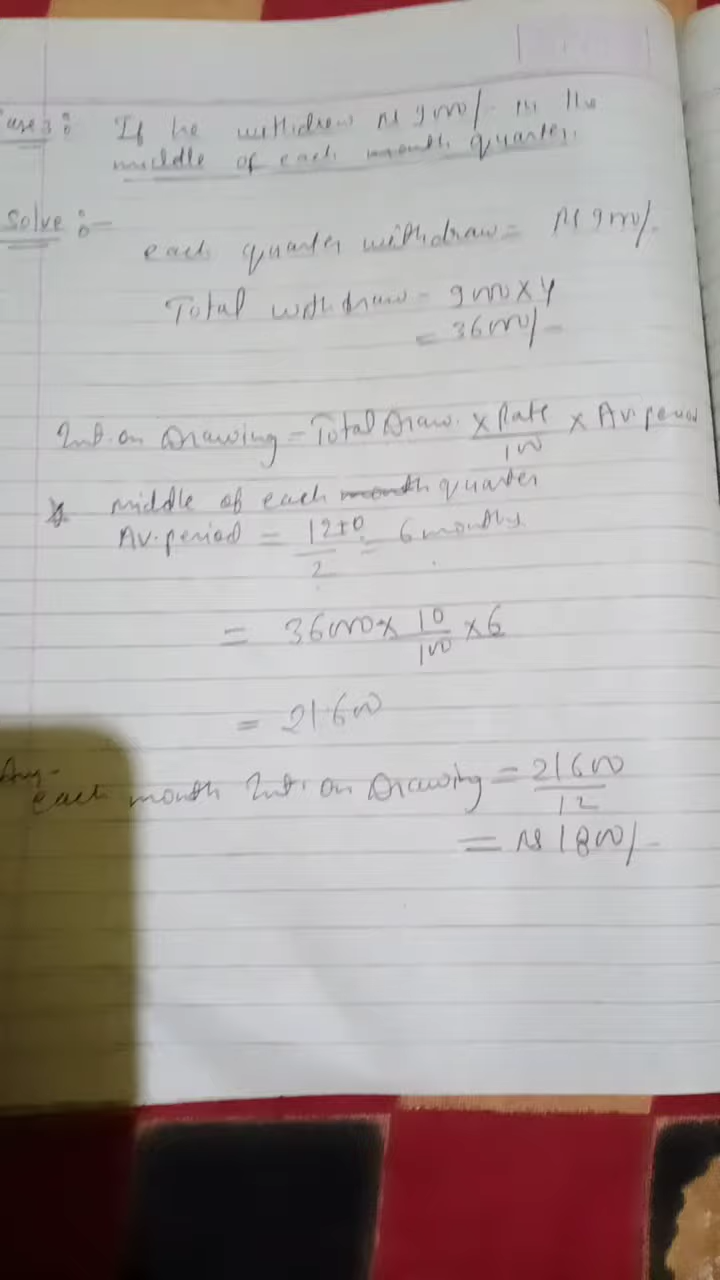 Case 3: If he withdrew Rs 9000/- in the
middle of each month quarter.
Solve :-
each quarter withdraw = Rs 9000/-
Total withdraw = 9000 x 4
= 36000/-
Int. on Drawing = Total Draw. x Rate/100 x Av. period
middle of each month quarter
Av. period = 12+0/2 = 6 months
= 36000 x 10/100 x 6
= 21600
Ans- each month Int. on Drawing = 21600/12
= Rs 1800/-